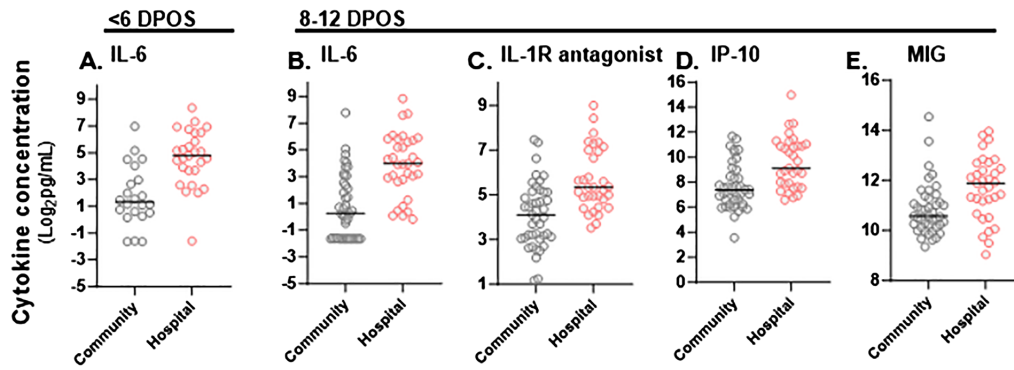 <6 DPOS
8-12 DPOS
A. IL-6
B. IL-6
C. IL-1R antagonist
D. IP-10
E. MIG
Cytokine concentration
(Log₂pg/mL)
9
7
5
3
1
-1
-3
-5
Community
Hospital
9
7
5
3
1
-1
-3
-5
Community
Hospital
9
7
5
3
1
Community
Hospital
16
14
12
10
8
6
4
2
0
Community
Hospital
16
14
12
10
8
Community
Hospital